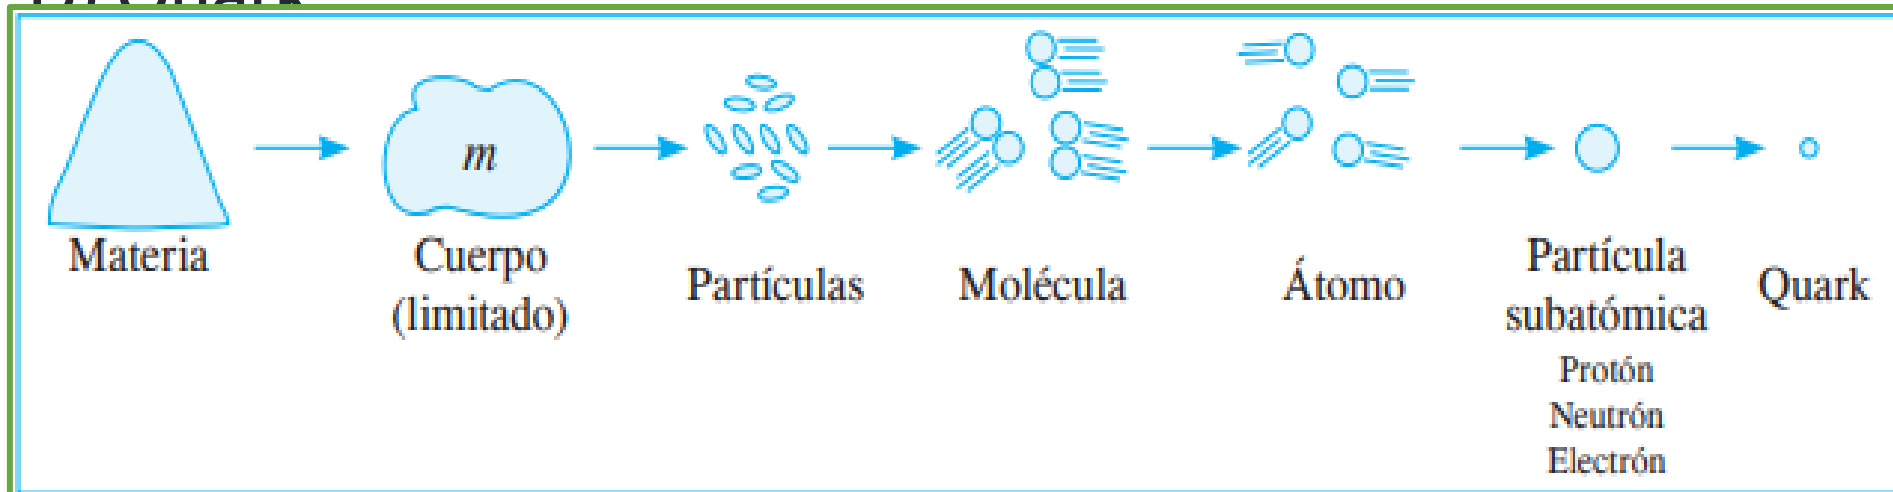 Materia
Cuerpo
(limitado)
m
Partículas
Molécula
Átomo
Partícula
subatómica
Protón
Neutrón
Electrón
Quark